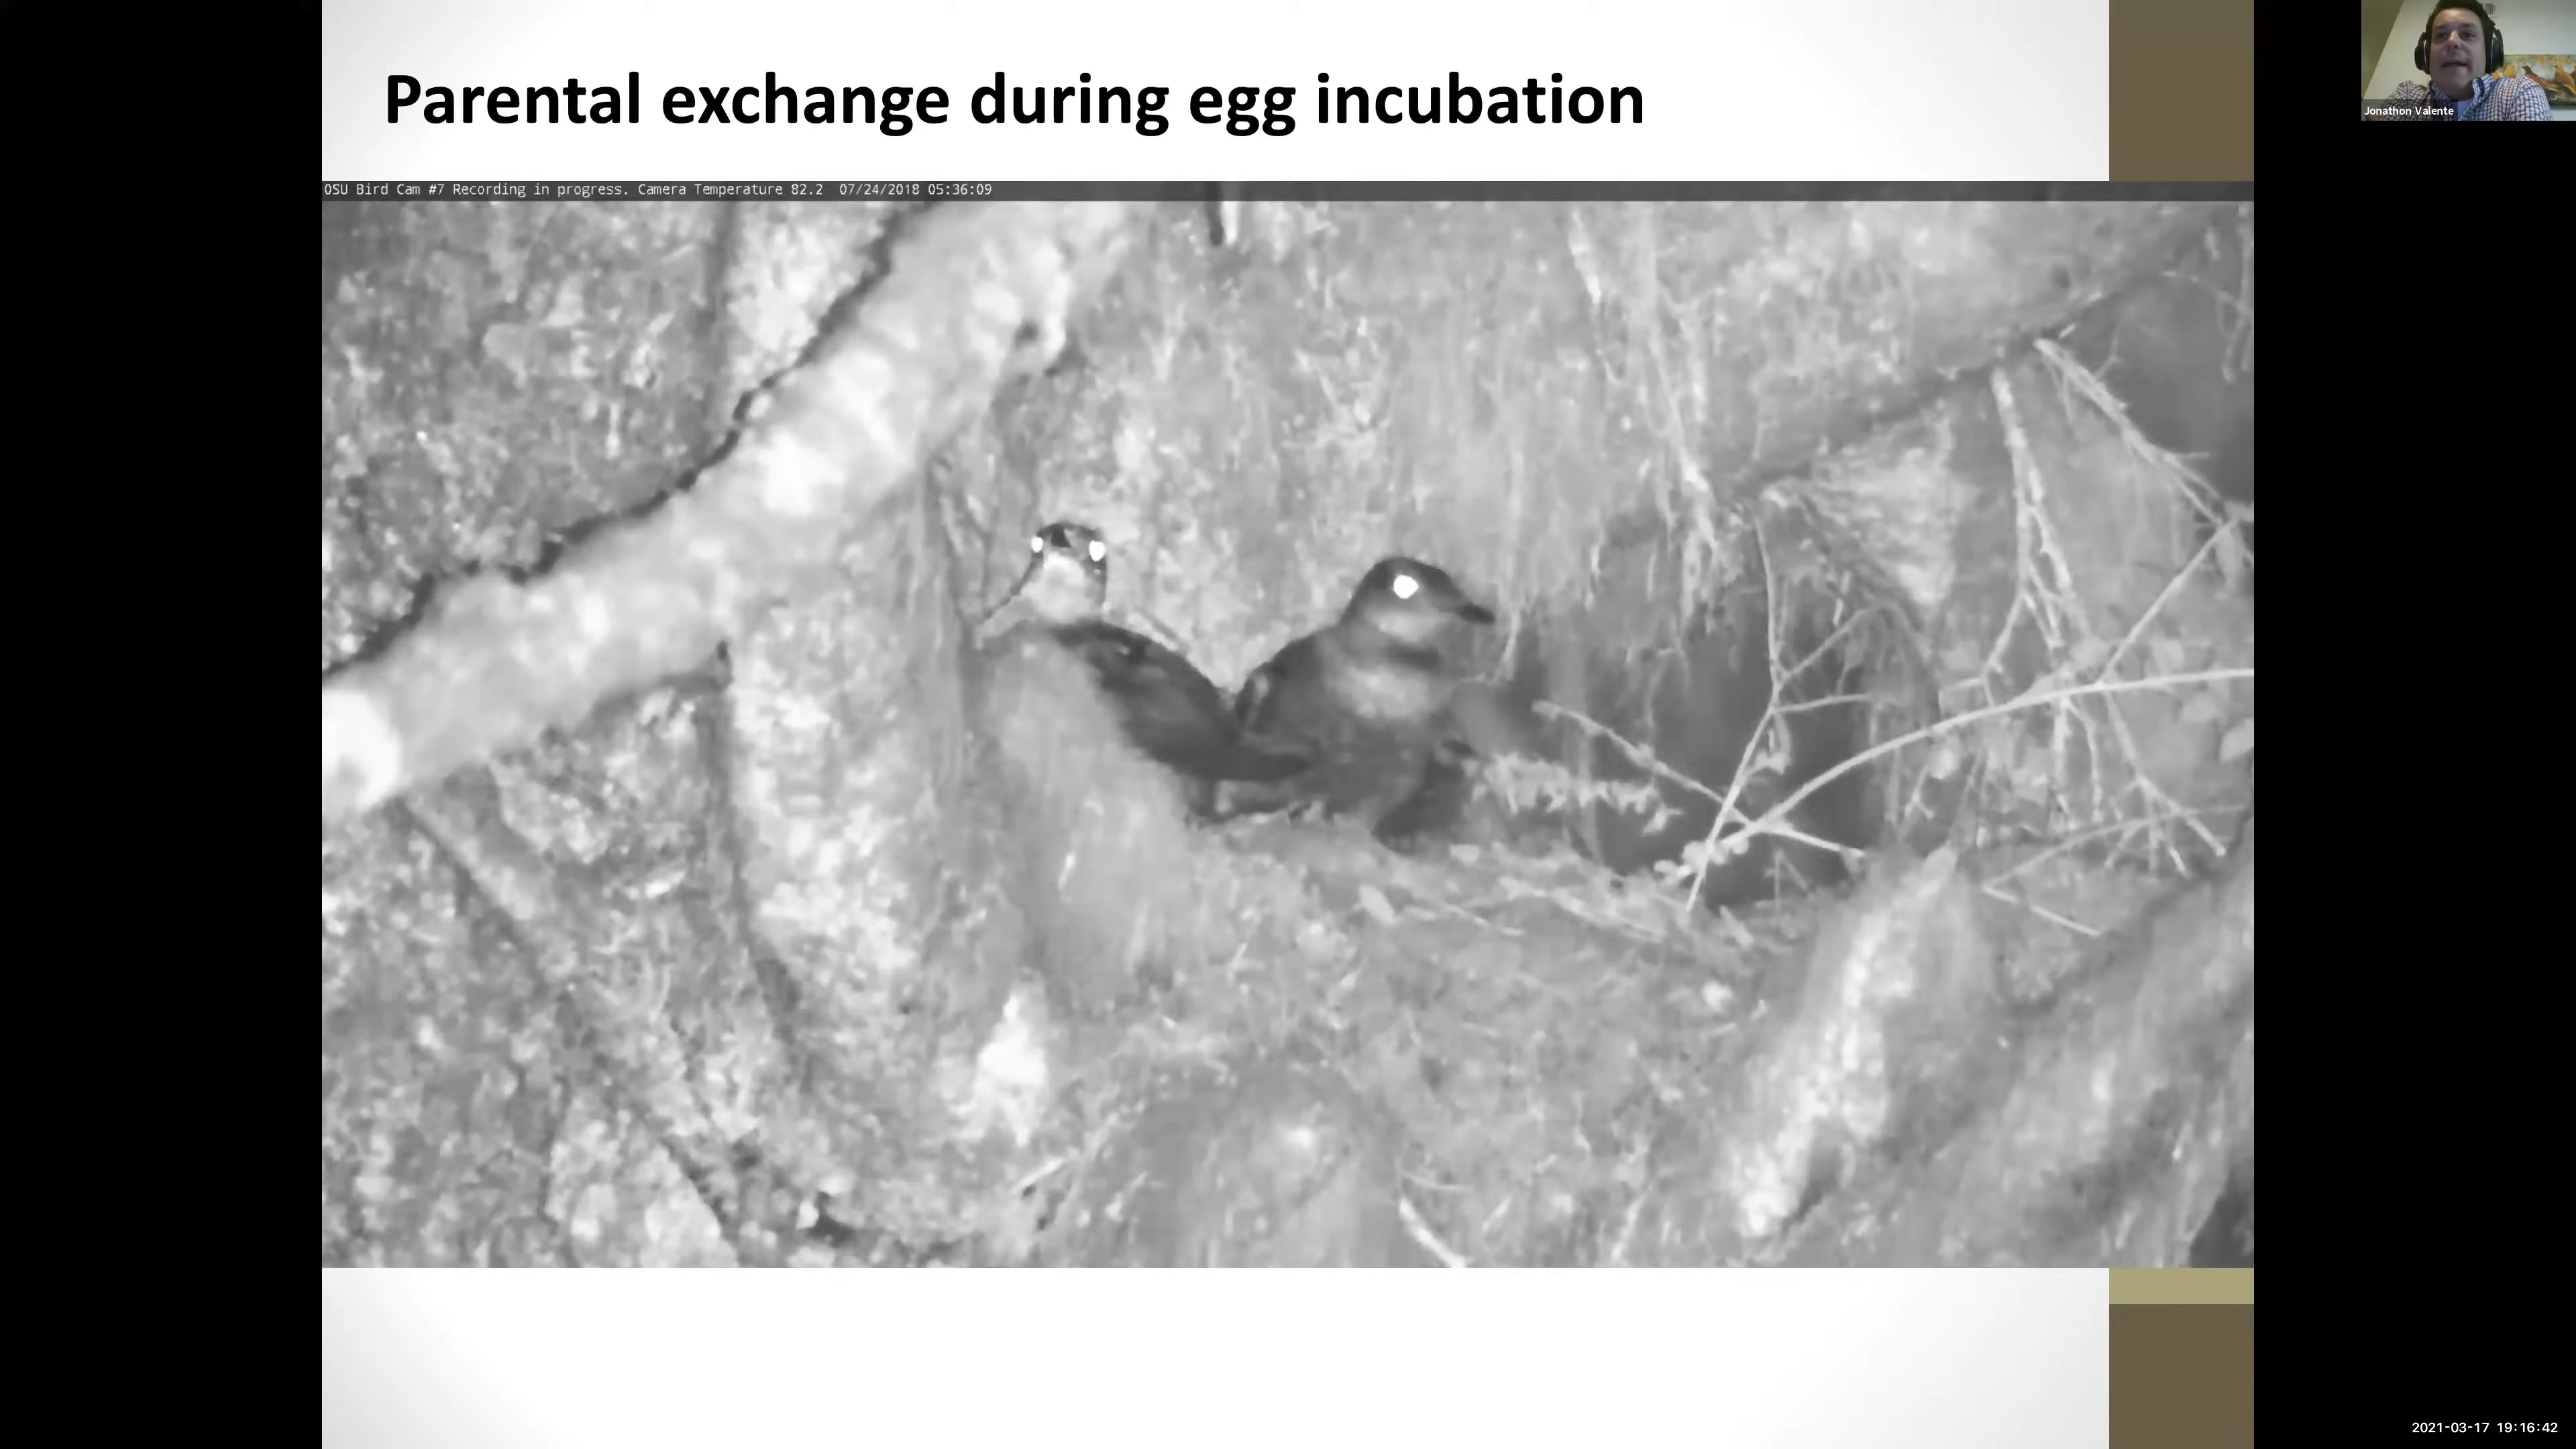 Parental exchange during egg incubation
Jonathon Valente
OSU Bird Cam #7 Recording in progress. Camera Temperature 82.2  07/24/2018 05:36:09
2021-03-17 19:16:42